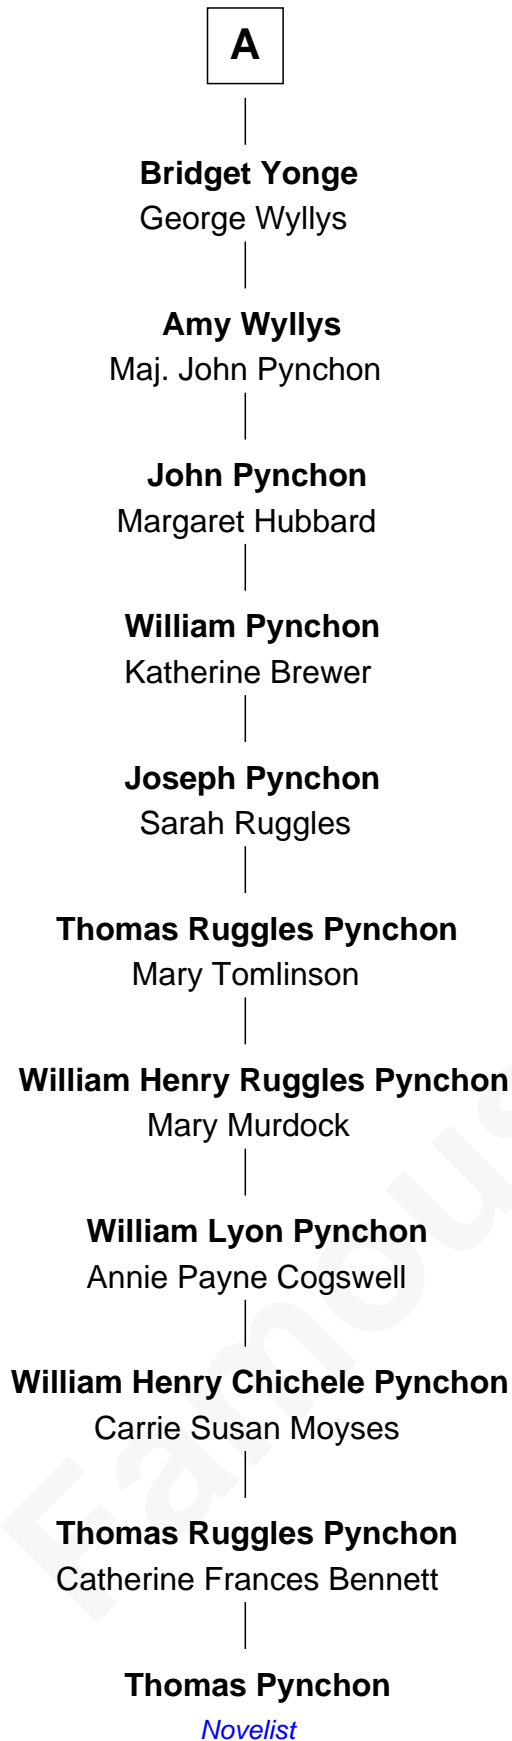 A
Bridget Yonge
George Wyllys
Amy Wyllys
Maj. John Pynchon
John Pynchon
Margaret Hubbard
William Pynchon
Katherine Brewer
Joseph Pynchon
Sarah Ruggles
Thomas Ruggles Pynchon
Mary Tomlinson
William Henry Ruggles Pynchon
Mary Murdock
William Lyon Pynchon
Annie Payne Cogswell
William Henry Chichele Pynchon
Carrie Susan Moyses
Thomas Ruggles Pynchon
Catherine Frances Bennett
Thomas Pynchon
Novelist
Famous